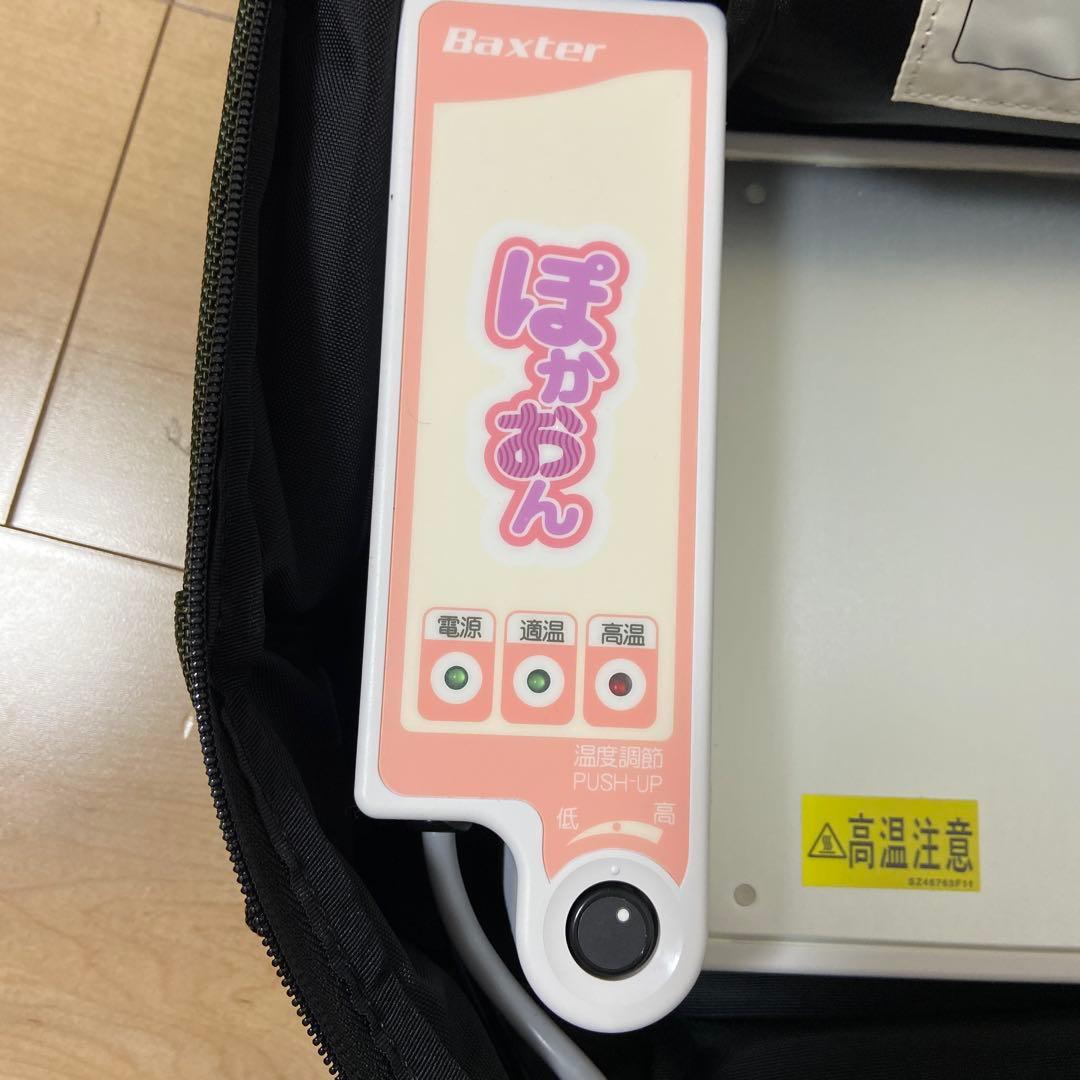 Baxter
ぽかおん
電源 適温 高温
温度調節
PUSH-UP
低 高
高温注意
SZ46763F11